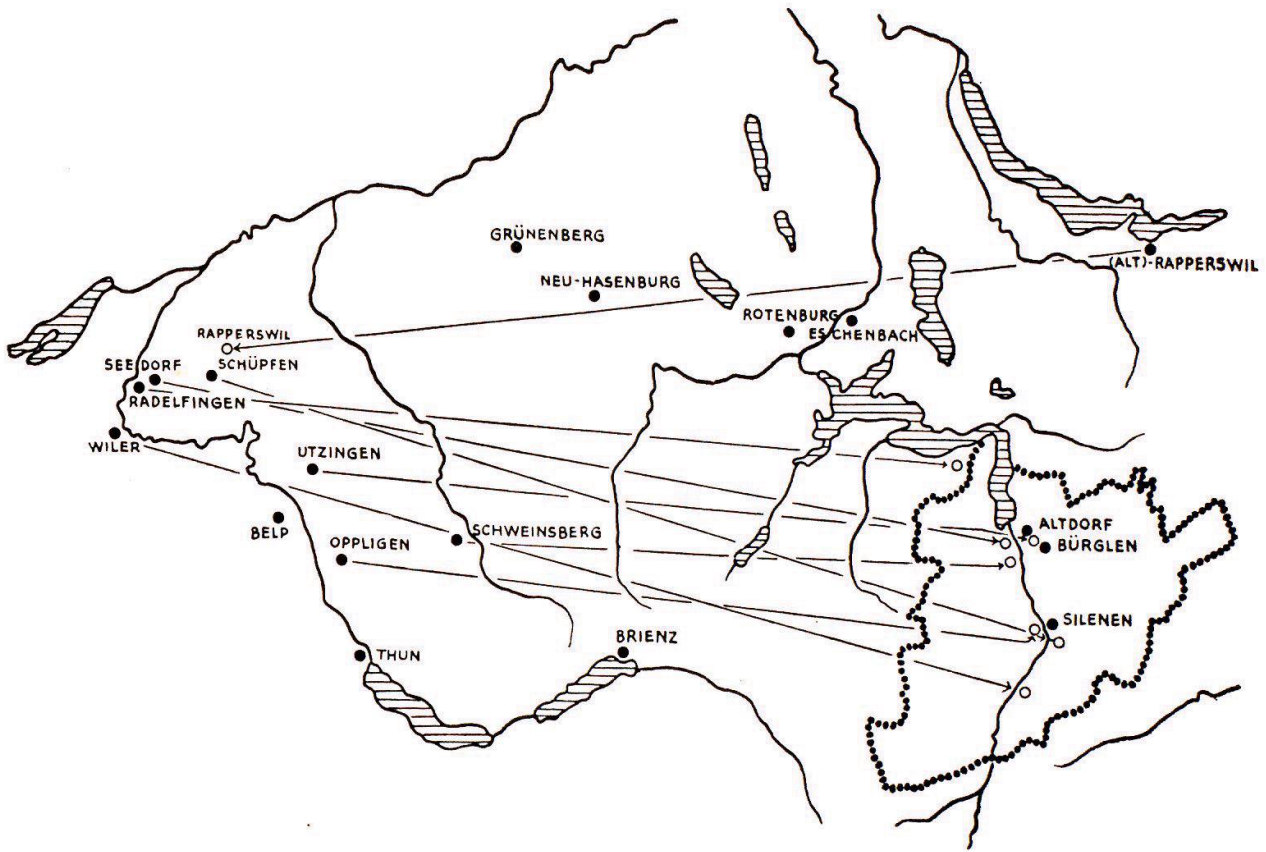 GRÜNENBERG
(ALT)-RAPPERSWIL
NEU-HASENBURG
ROTENBURG
ESCHENBACH
RAPPERSWIL
SEEDORF
SCHÜPFEN
RADELFINGEN
WILER
UTZINGEN
BELP
OPPLIGEN
SCHWEINSBERG
ALTDORF
BÜRGLEN
SILENEN
THUN
BRIENZ